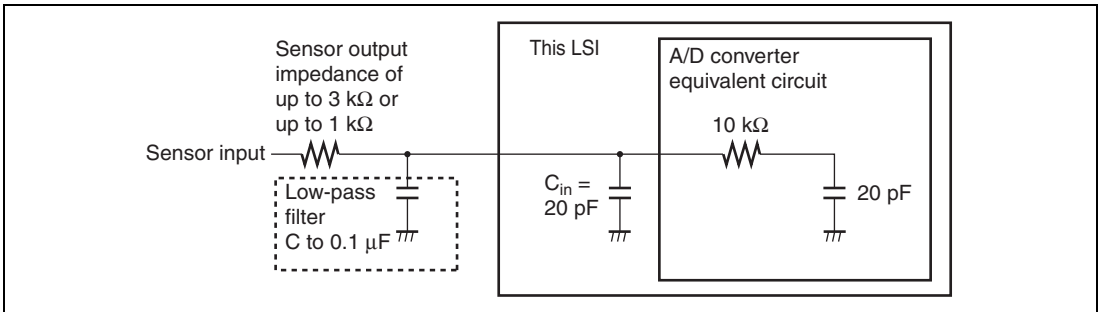 Sensor output
impedance of
up to 3 kΩ or
up to 1 kΩ
This LSI
A/D converter
equivalent circuit
10 kΩ
Sensor input
Low-pass
filter
C to 0.1 μF
Cin =
20 pF
20 pF